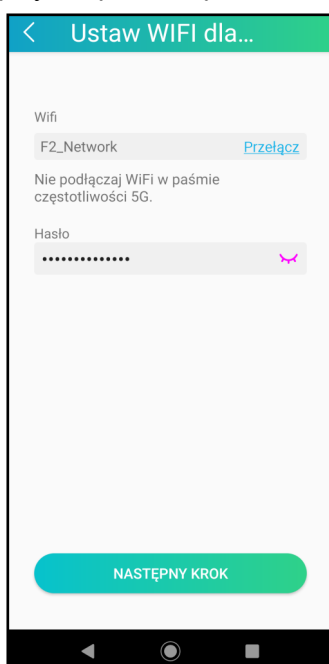 Ustaw WIFI dla...
Wifi
F2_Network Przełącz
Nie podłączaj WiFi w paśmie
częstotliwości 5G.
Hasło
••••••••••••••
NASTĘPNY KROK